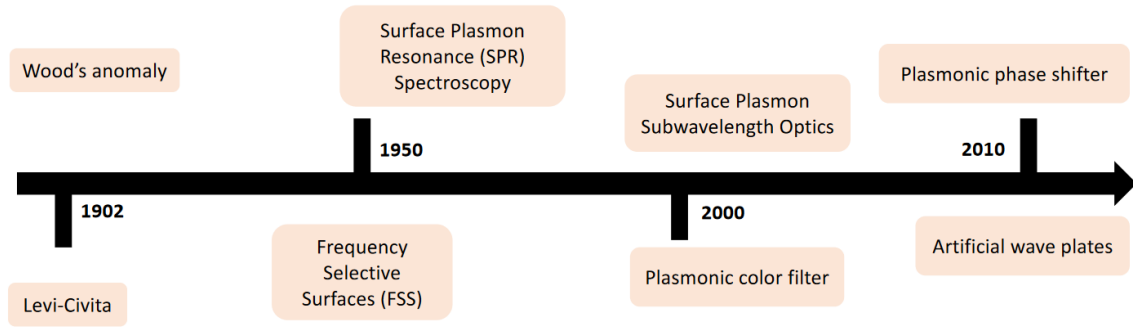 Wood's anomaly
Surface Plasmon
Resonance (SPR)
Spectroscopy
Surface Plasmon
Subwavelength Optics
Plasmonic phase shifter
1950
2010
1902
2000
Levi-Civita
Frequency
Selective
Surfaces (FSS)
Plasmonic color filter
Artificial wave plates